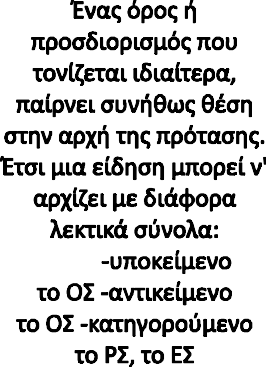 Ένας όρος ή
προσδιορισμός που
τονίζεται ιδιαίτερα,
παίρνει συνήθως θέση
στην αρχή της πρότασης.
Έτσι μια είδηση μπορεί ν'
αρχίζει με διάφορα
λεκτικά σύνολα:
-υποκείμενο
το ΟΣ -αντικείμενο
το ΟΣ -κατηγορούμενο
το ΡΣ, το ΕΣ